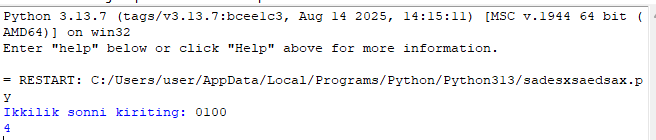 Python 3.13.7 (tags/v3.13.7:bcee1c3, Aug 14 2025, 14:15:11) [MSC v.1944 64 bit (
AMD64)] on win32
Enter "help" below or click "Help" above for more information.
= RESTART: C:/Users/user/AppData/Local/Programs/Python/Python313/sadesxsaedsax.p
y
Ikkilik sonni kiriting: 0100
4